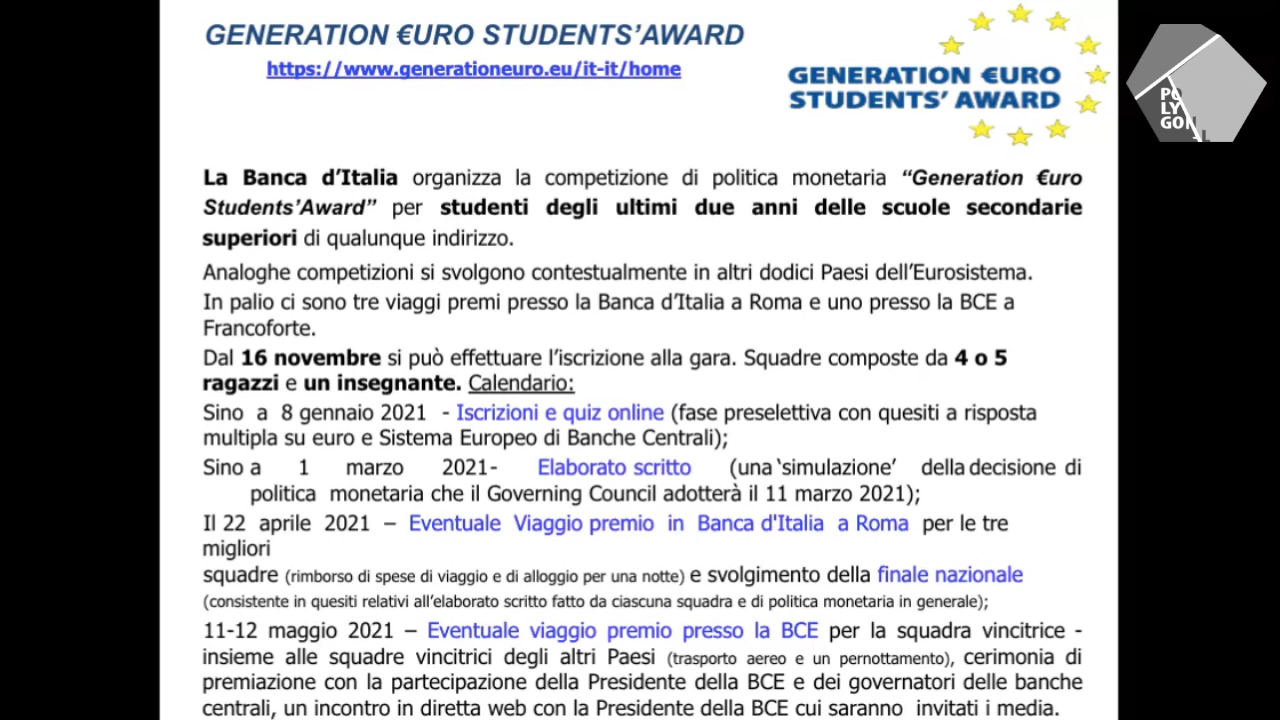 GENERATION €URO STUDENTS’AWARD
https://www.generationeuro.eu/it-it/home
GENERATION €URO
STUDENTS’ AWARD
PO
LY
GON
AL
La Banca d’Italia organizza la competizione di politica monetaria “Generation €uro
Students’Award” per studenti degli ultimi due anni delle scuole secondarie
superiori di qualunque indirizzo.
Analoghe competizioni si svolgono contestualmente in altri dodici Paesi dell’Eurosistema.
In palio ci sono tre viaggi premi presso la Banca d’Italia a Roma e uno presso la BCE a
Francoforte.
Dal 16 novembre si può effettuare l’iscrizione alla gara. Squadre composte da 4 o 5
ragazzi e un insegnante. Calendario:
Sino a 8 gennaio 2021 - Iscrizioni e quiz online (fase preselettiva con quesiti a risposta
multipla su euro e Sistema Europeo di Banche Centrali);
Sino a 1 marzo 2021- Elaborato scritto (una ‘simulazione’ della decisione di
politica monetaria che il Governing Council adotterà il 11 marzo 2021);
Il 22 aprile 2021 – Eventuale Viaggio premio in Banca d'Italia a Roma per le tre
migliori
squadre (rimborso di spese di viaggio e di alloggio per una notte) e svolgimento della finale nazionale
(consistente in quesiti relativi all’elaborato scritto fatto da ciascuna squadra e di politica monetaria in generale);
11-12 maggio 2021 – Eventuale viaggio premio presso la BCE per la squadra vincitrice -
insieme alle squadre vincitrici degli altri Paesi (trasporto aereo e un pernottamento), cerimonia di
premiazione con la partecipazione della Presidente della BCE e dei governatori delle banche
centrali, un incontro in diretta web con la Presidente della BCE cui saranno invitati i media.